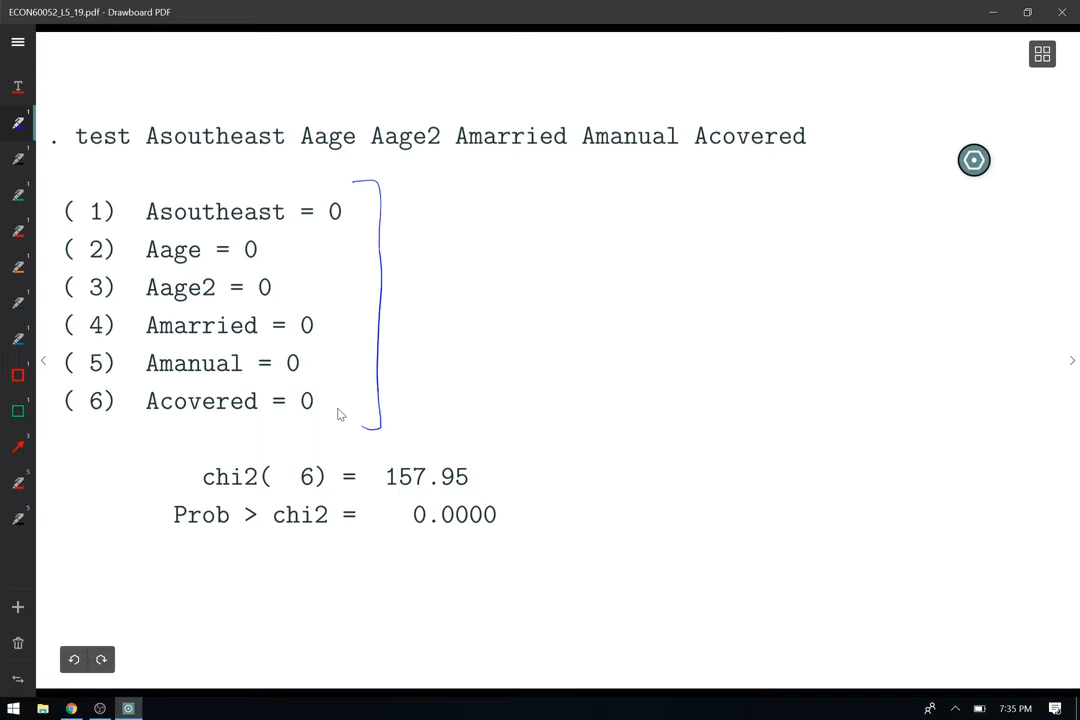 ECON60052_L5_19.pdf - Drawboard PDF
. test Asoutheast Aage Aage2 Amarried Amanual Acovered
( 1) Asoutheast = 0
( 2) Aage = 0
( 3) Aage2 = 0
( 4) Amarried = 0
( 5) Amanual = 0
( 6) Acovered = 0
chi2( 6) = 157.95
Prob > chi2 = 0.0000
7:35 PM